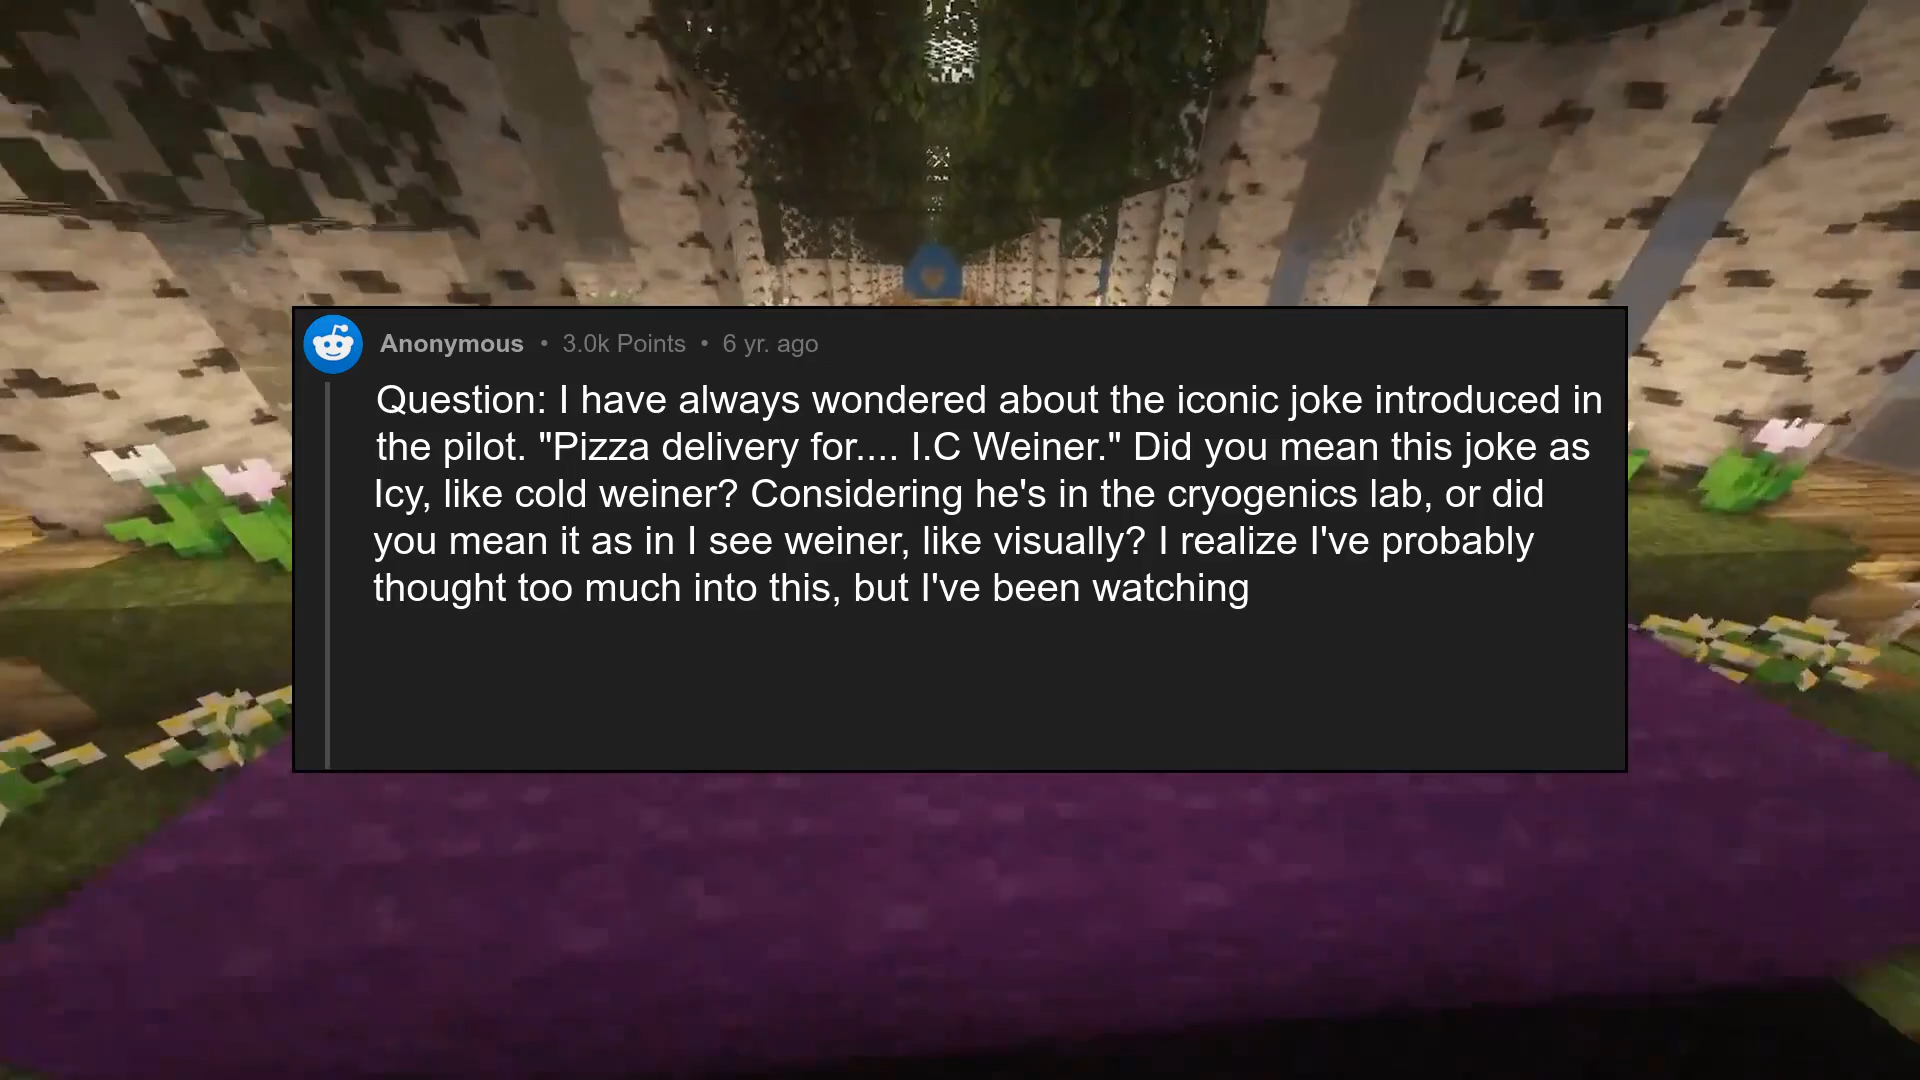 Anonymous • 3.0k Points • 6 yr. ago
Question: I have always wondered about the iconic joke introduced in
the pilot. "Pizza delivery for.... I.C Weiner." Did you mean this joke as
Icy, like cold weiner? Considering he's in the cryogenics lab, or did
you mean it as in I see weiner, like visually? I realize I've probably
thought too much into this, but I've been watching